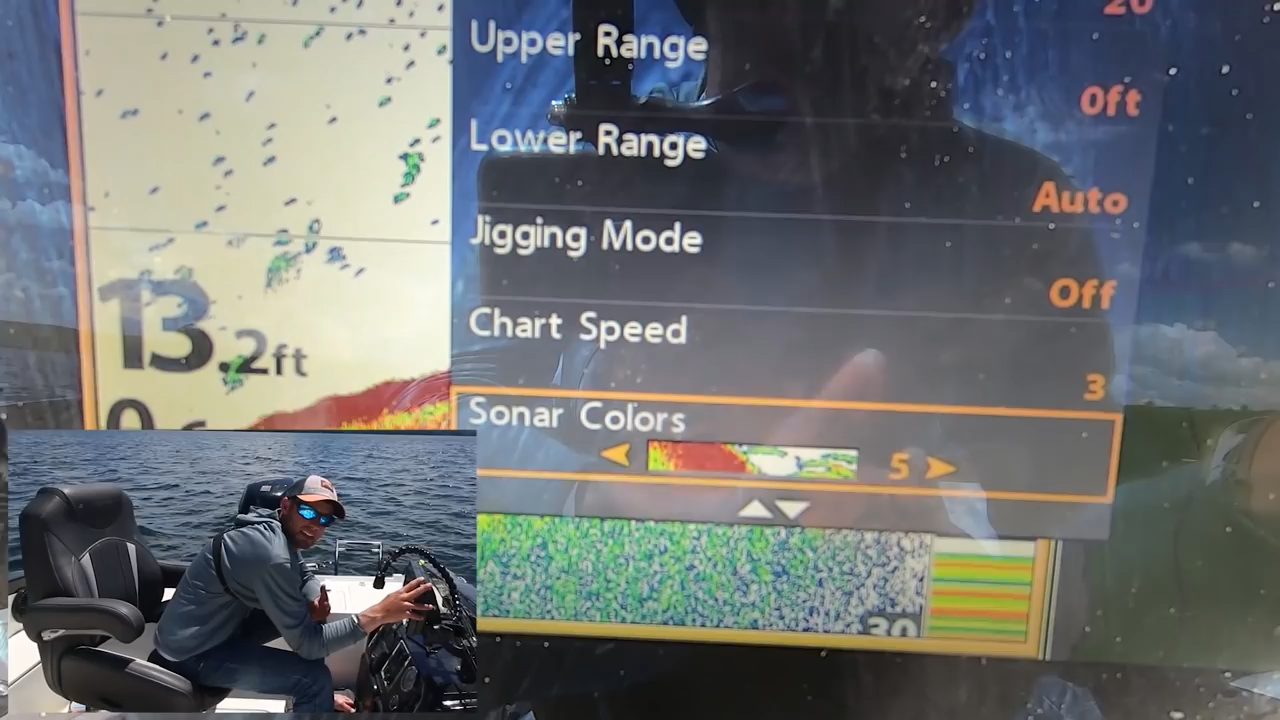 20
Upper Range
0ft
Lower Range
Auto
Jigging Mode
Off
Chart Speed
3
Sonar Colors
5
13.2ft
30